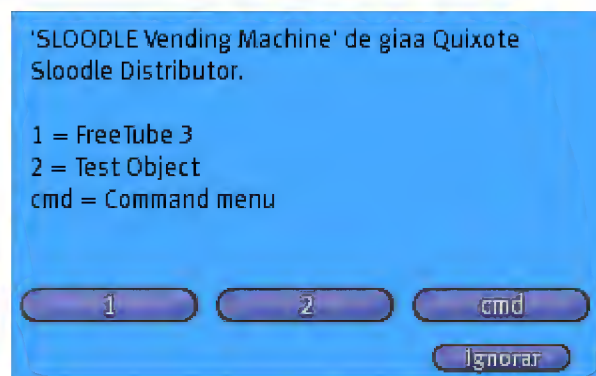 'SLOODLE Vending Machine' de giaa Quixote
Sloodle Distributor.
1 = FreeTube 3
2 = Test Object
cmd = Command menu
1 2 cmd
Ignorar